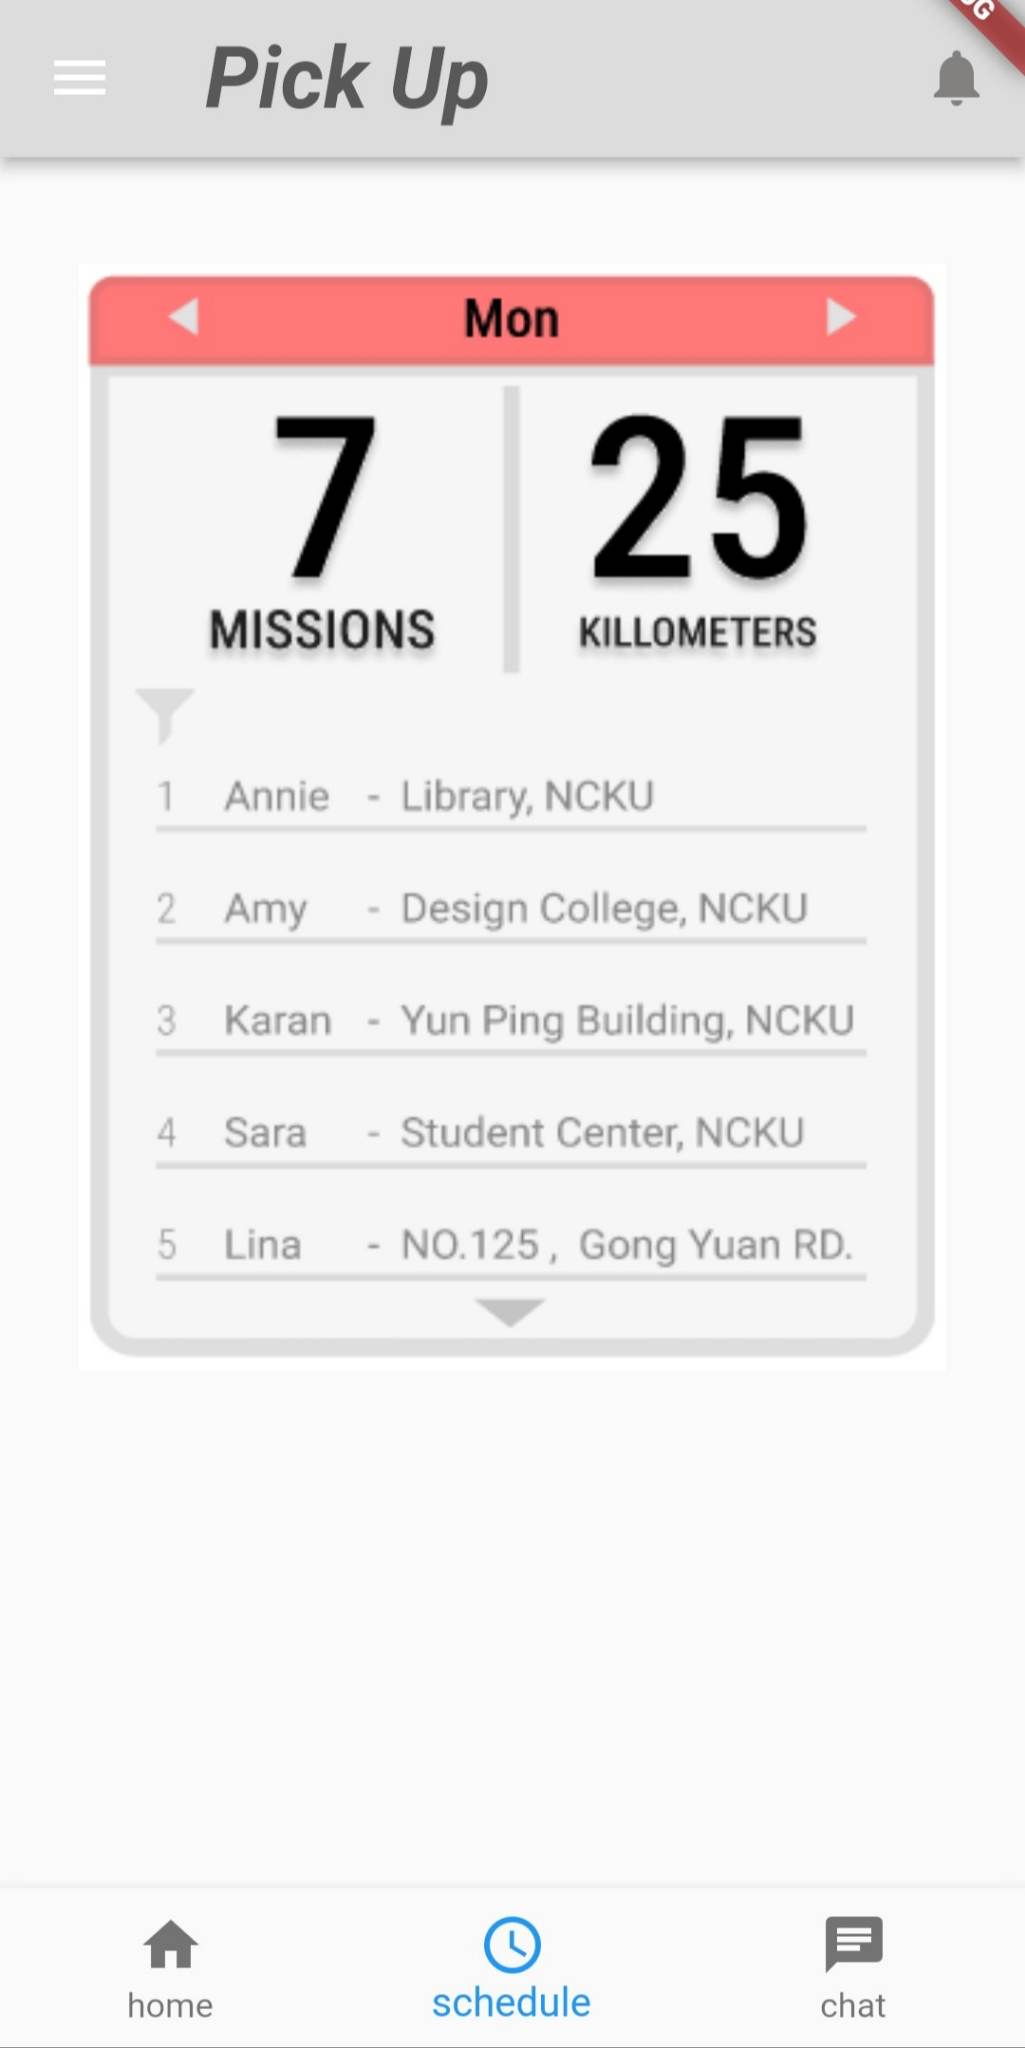 Pick Up
Mon
7 25
MISSIONS KILLOMETERS
1 Annie - Library, NCKU
2 Amy - Design College, NCKU
3 Karan - Yun Ping Building, NCKU
4 Sara - Student Center, NCKU
5 Lina - NO.125 , Gong Yuan RD.
home schedule chat